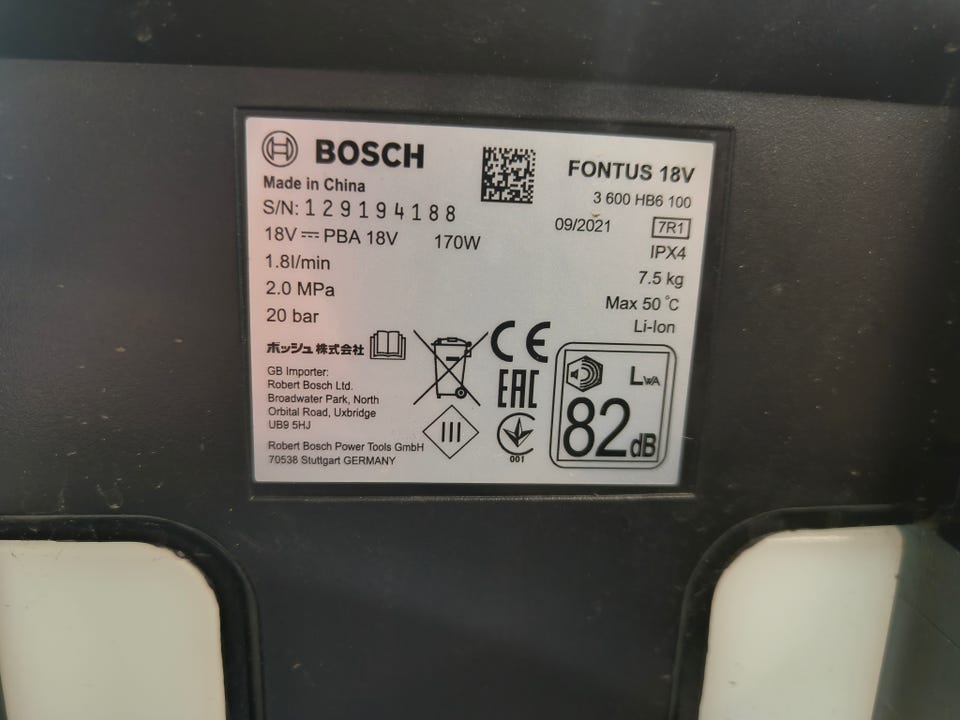 BOSCH
Made in China
S/N: 129194188
18V ⎓ PBA 18V 170W
1.8l/min
2.0 MPa
20 bar
FONTUS 18V
3 600 HB6 100
09/2021 7R1
IPX4
7.5 kg
Max 50 °C
Li-Ion
ボッシュ株式会社
GB Importer:
Robert Bosch Ltd.
Broadwater Park, North
Orbital Road, Uxbridge
UB9 5HJ
Robert Bosch Power Tools GmbH
70538 Stuttgart GERMANY
CE
EAC
III
001
LWA
82dB